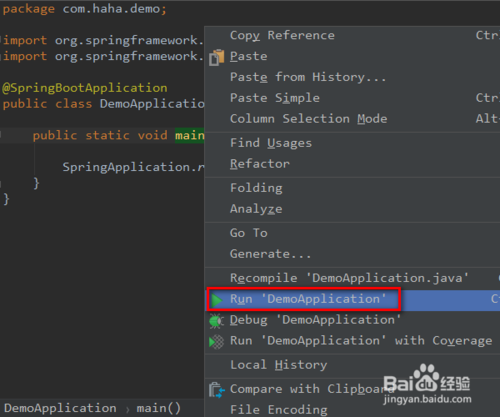 package com.haha.demo;
import org.springframework.
import org.springframework.
@SpringBootApplication
public class DemoApplication
public static void main
SpringApplication.r
}
}
Copy Reference
Ctr
Paste
Paste from History...
Paste Simple
Ctr
Column Selection Mode
Alt
Find Usages
Refactor
Folding
Analyze
Go To
Generate...
Recompile 'DemoApplication.java'
Run 'DemoApplication'
Debug 'DemoApplication'
Run 'DemoApplication' with Coverage
Local History
Compare with Clipboard
File Encoding
DemoApplication › main()
Baidu 经验
jingyan.baidu.com